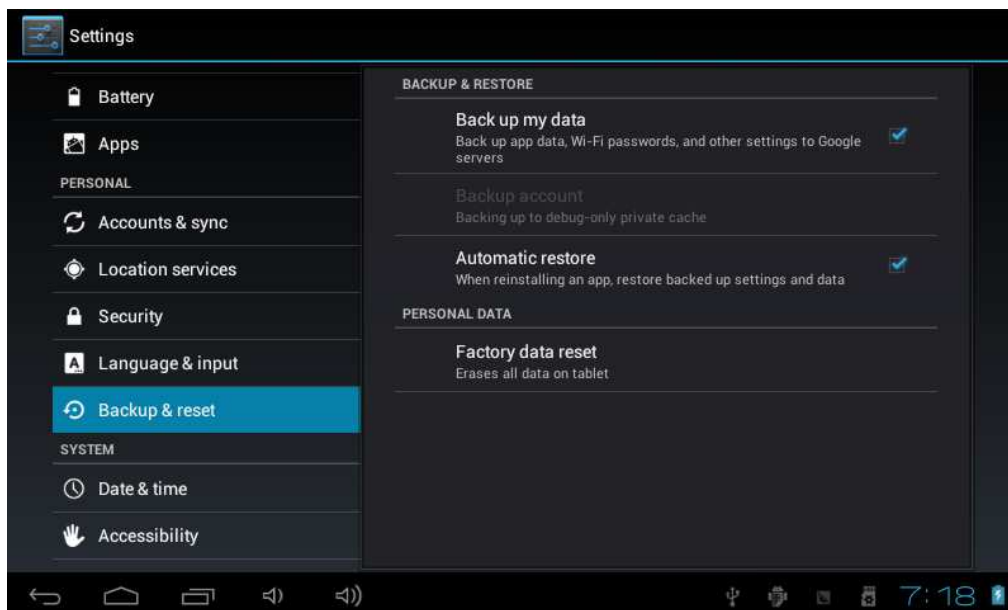 Settings
Battery
Apps
PERSONAL
Accounts & sync
Location services
Security
Language & input
Backup & reset
SYSTEM
Date & time
Accessibility
BACKUP & RESTORE
Back up my data
Back up app data, Wi-Fi passwords, and other settings to Google
servers
Backup account
Backing up to debug-only private cache
Automatic restore
When reinstalling an app, restore backed up settings and data
PERSONAL DATA
Factory data reset
Erases all data on tablet
7:18